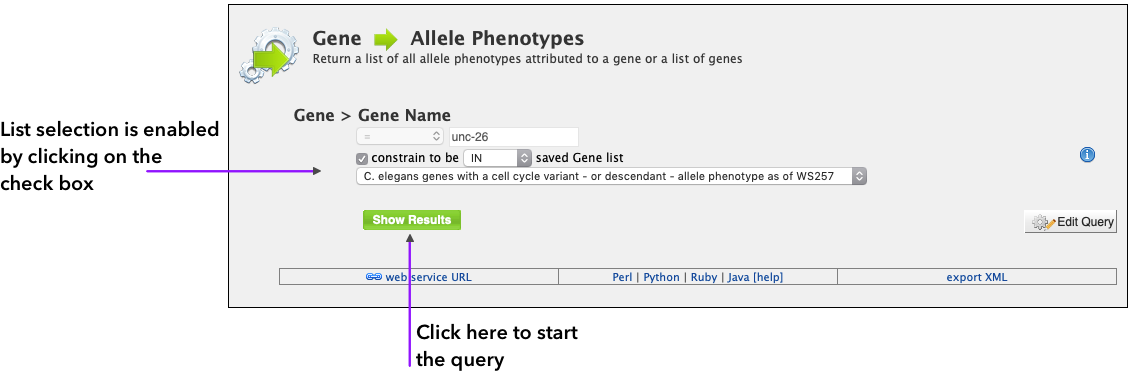 Gene Allele Phenotypes
Return a list of all allele phenotypes attributed to a gene or a list of genes
Gene > Gene Name
= unc-26
constrain to be IN saved Gene list
C. elegans genes with a cell cycle variant - or descendant - allele phenotype as of WS257
List selection is enabled
by clicking on the
check box
i
Show Results
Edit Query
web service URL
Perl | Python | Ruby | Java [help]
export XML
Click here to start
the query